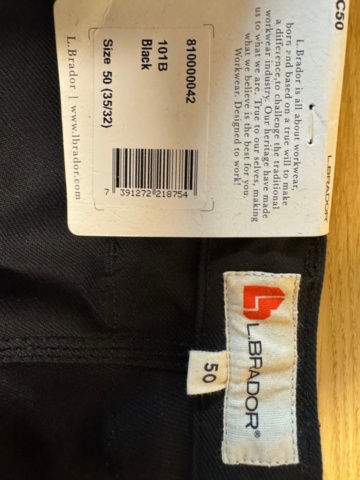 C50
L.Brador is all about workwear,
born and based on a true will to make
a difference,to challenge the traditional
workwear industry. Our heritage have made
us to what we are. True to our selves, making
what we believe is the best for you.
Workwear. Designed to work!
L.BRADOR
810000042
101B
Black
Size 50 (35/32)
7 391272 218754
L.Brador | www.lbrador.com
L.BRADOR®
50